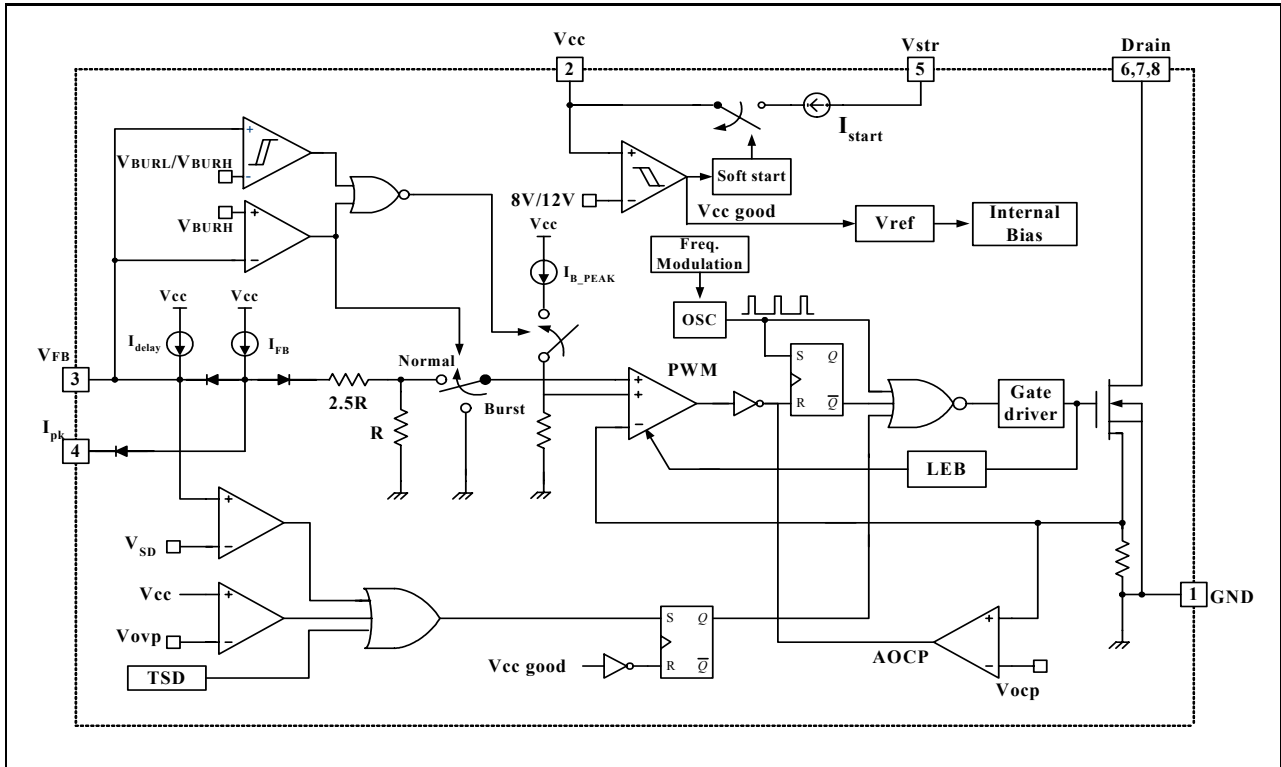 Vcc
2
Vstr
5
Drain
6,7,8
Istart
+
VBURL/VBURH
-
+
8V/12V
-
Soft start
Vcc good
Vref
Internal
Bias
VBURH
+
-
Vcc
IB_PEAK
Freq.
Modulation
OSC
Vcc
Vcc
Idelay
IFB
VFB
3
Normal
2.5R
Burst
R
PWM
+
+
-
S
Q
R
Q
Gate
driver
LEB
Ipk
4
+
VSD
-
Vcc
+
Vovp
-
TSD
S
Q
R
Q
Vcc good
AOCP
+
-
Vocp
1
GND